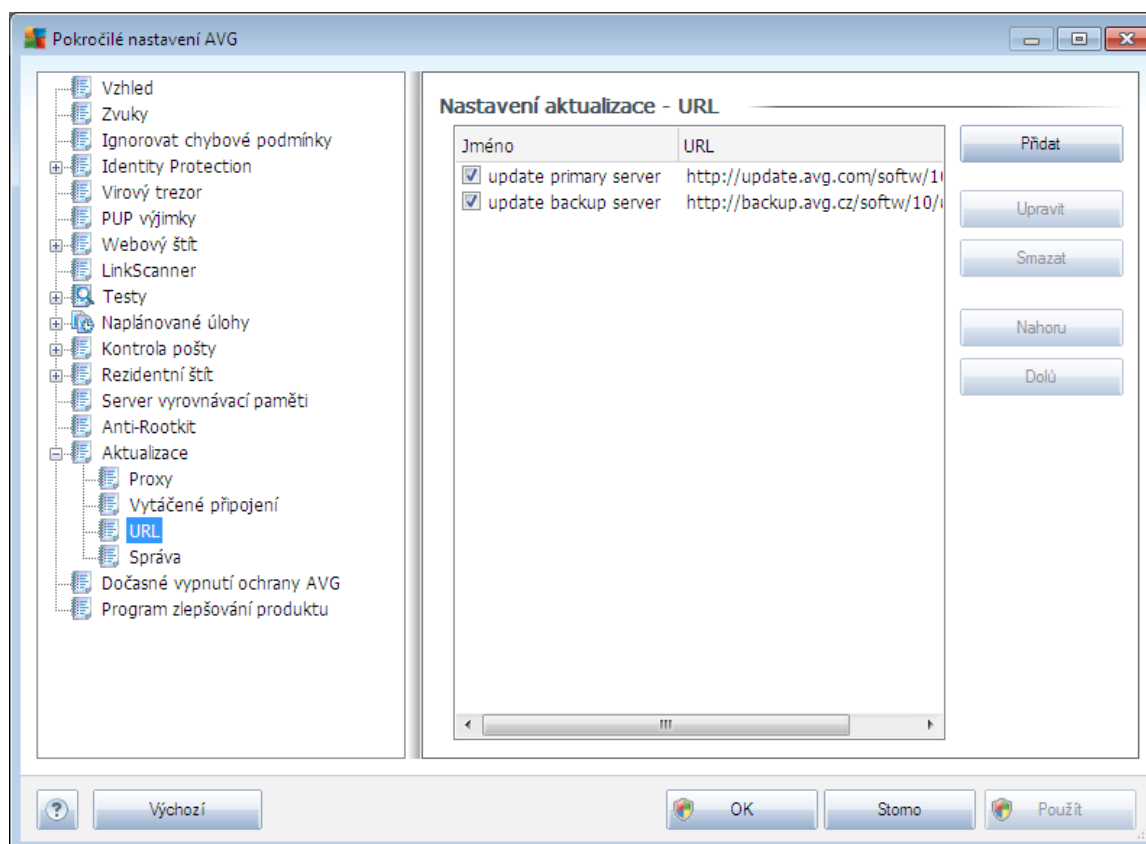 Pokročilé nastavení AVG
Vzhled
Zvuky
Ignorovat chybové podmínky
Identity Protection
Virový trezor
PUP výjimky
Webový štít
LinkScanner
Testy
Naplánované úlohy
Kontrola pošty
Rezidentní štít
Server vyrovnávací paměti
Anti-Rootkit
Aktualizace
Proxy
Vytáčené připojení
URL
Správa
Dočasné vypnutí ochrany AVG
Program zlepšování produktu
Nastavení aktualizace - URL
Jméno URL
update primary server http://update.avg.com/softw/10
update backup server http://backup.avg.cz/softw/10/
Přidat
Upravit
Smazat
Nahoru
Dolů
? Výchozí OK Storno Použít